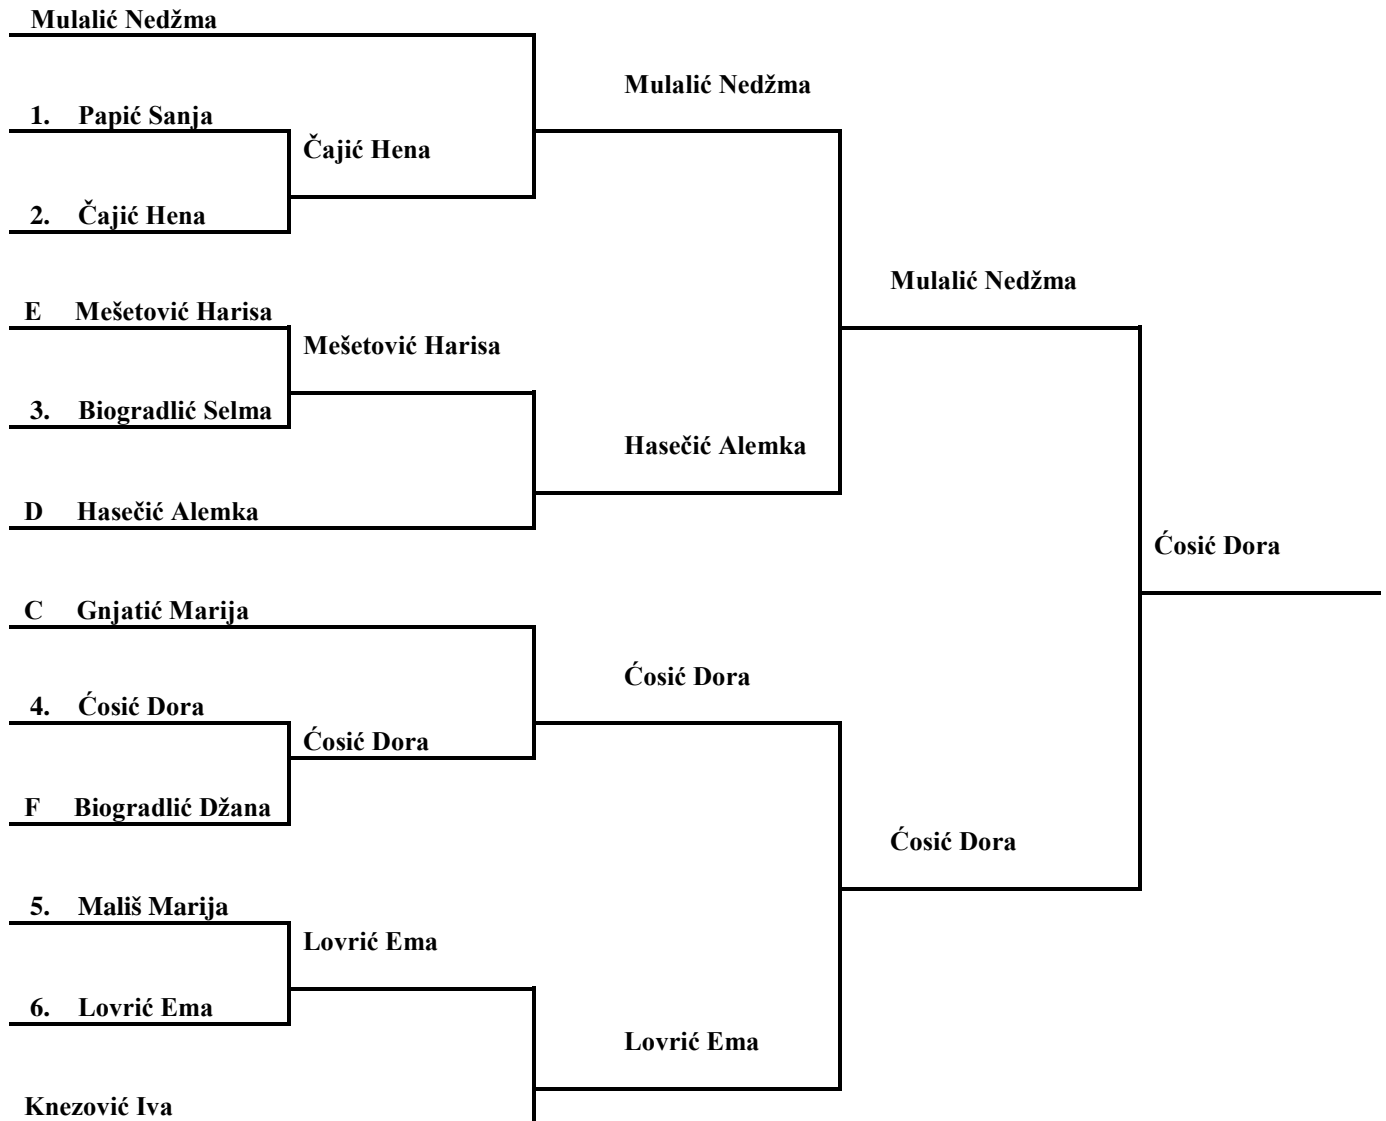 Mulalić Nedžma
Mulalić Nedžma
1. Papić Sanja
Čajić Hena
2. Čajić Hena
Mulalić Nedžma
E Mešetović Harisa
Mešetović Harisa
3. Biogradlić Selma
Hasečić Alemka
D Hasečić Alemka
Ćosić Dora
C Gnjatić Marija
Ćosić Dora
4. Ćosić Dora
Ćosić Dora
F Biogradlić Džana
Ćosić Dora
5. Mališ Marija
Lovrić Ema
6. Lovrić Ema
Lovrić Ema
Knezović Iva